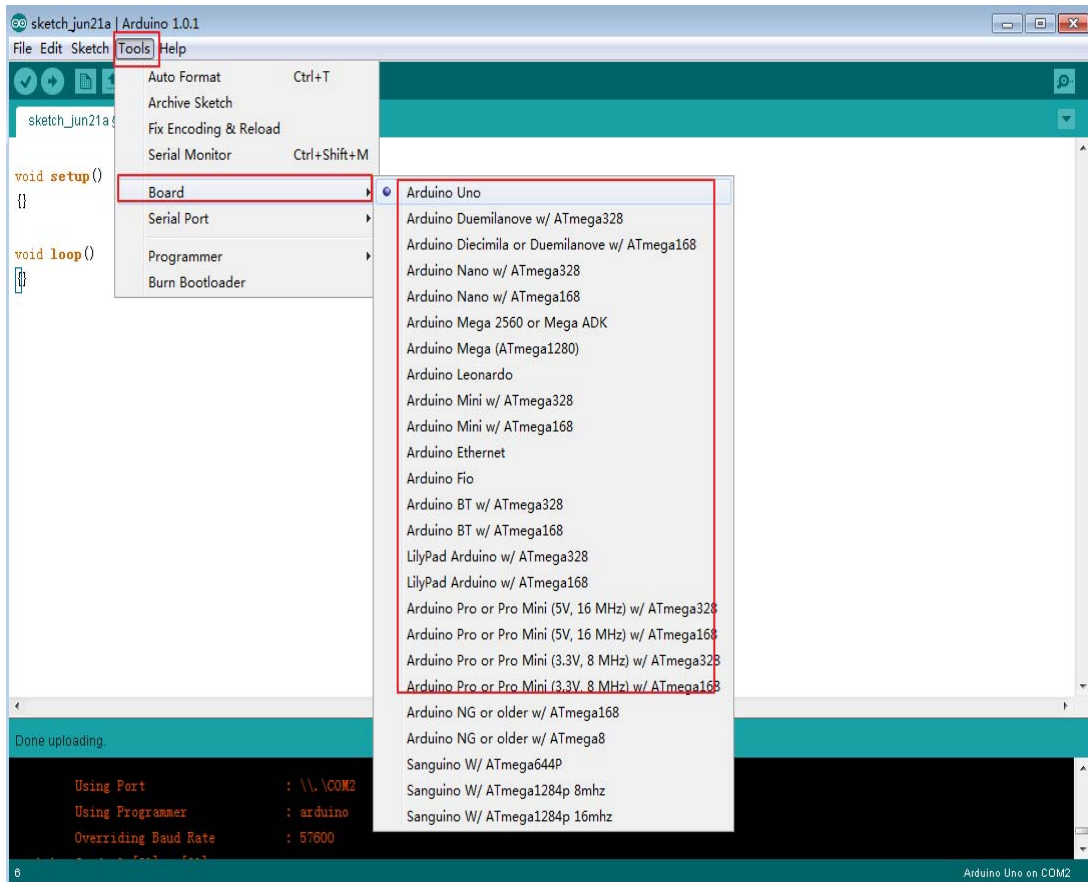 sketch_jun21a | Arduino 1.0.1
File Edit Sketch Tools Help
Auto Format Ctrl+T
Archive Sketch
Fix Encoding & Reload
Serial Monitor Ctrl+Shift+M
Board
Serial Port
Programmer
Burn Bootloader
sketch_jun21a
void setup()
{}
void loop()
{}
Arduino Uno
Arduino Duemilanove w/ ATmega328
Arduino Diecimila or Duemilanove w/ ATmega168
Arduino Nano w/ ATmega328
Arduino Nano w/ ATmega168
Arduino Mega 2560 or Mega ADK
Arduino Mega (ATmega1280)
Arduino Leonardo
Arduino Mini w/ ATmega328
Arduino Mini w/ ATmega168
Arduino Ethernet
Arduino Fio
Arduino BT w/ ATmega328
Arduino BT w/ ATmega168
LilyPad Arduino w/ ATmega328
LilyPad Arduino w/ ATmega168
Arduino Pro or Pro Mini (5V, 16 MHz) w/ ATmega328
Arduino Pro or Pro Mini (5V, 16 MHz) w/ ATmega168
Arduino Pro or Pro Mini (3.3V, 8 MHz) w/ ATmega328
Arduino Pro or Pro Mini (3.3V, 8 MHz) w/ ATmega168
Arduino NG or older w/ ATmega168
Arduino NG or older w/ ATmega8
Sanguino W/ ATmega644P
Sanguino W/ ATmega1284p 8mhz
Sanguino W/ ATmega1284p 16mhz
Done uploading.
Using Port : \\.\COM2
Using Programmer : arduino
Overriding Baud Rate : 57600
6 Arduino Uno on COM2